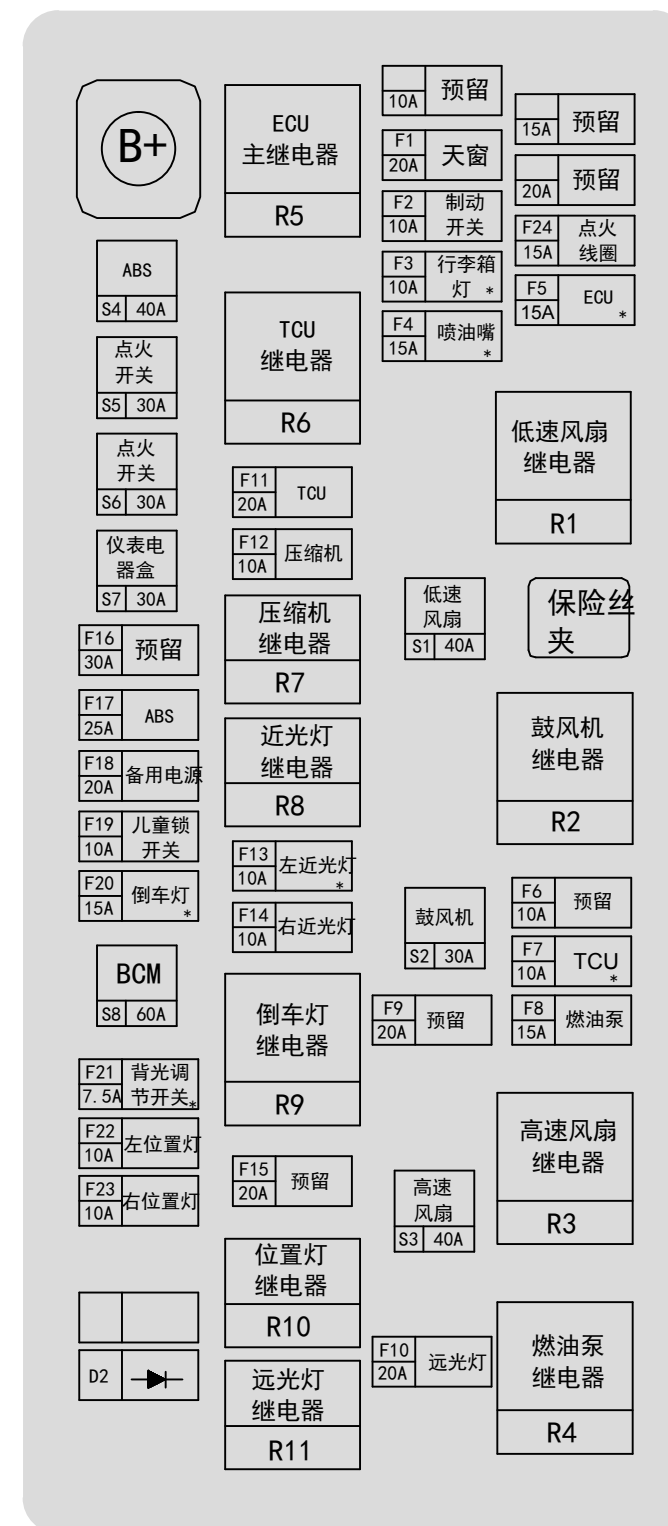 B+
ABS
S4 40A
点火
开关
S5 30A
点火
开关
S6 30A
仪表电
器盒
S7 30A
F16
30A
预留
F17
25A
ABS
F18
20A
备用电源
F19
10A
儿童锁
开关
F20
15A
倒车灯
*
BCM
S8 60A
F21
7.5A
背光调
节开关*
F22
10A
左位置灯
F23
10A
右位置灯
D2
ECU
主继电器
R5
TCU
继电器
R6
F11
20A
TCU
F12
10A
压缩机
压缩机
继电器
R7
近光灯
继电器
R8
F13
10A
左近光灯
*
F14
10A
右近光灯
倒车灯
继电器
R9
F15
20A
预留
位置灯
继电器
R10
远光灯
继电器
R11
10A
预留
F1
20A
天窗
F2
10A
制动
开关
F3
10A
行李箱
灯 *
F4
15A
喷油嘴
*
15A
预留
20A
预留
F24
15A
点火
线圈
F5
15A
ECU
*
低速风扇
继电器
R1
低速
风扇
S1 40A
保险丝
夹
鼓风机
继电器
R2
鼓风机
S2 30A
F6
10A
预留
F7
10A
TCU
*
F9
20A
预留
F8
15A
燃油泵
高速风扇
继电器
R3
高速
风扇
S3 40A
F10
20A
远光灯
燃油泵
继电器
R4